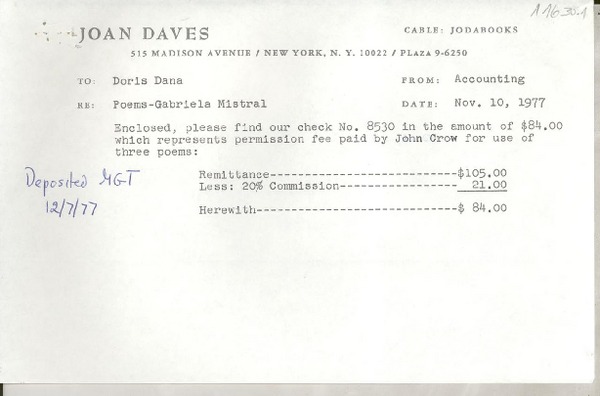 A1638.1
JOAN DAVES
CABLE: JODABOOKS
515 MADISON AVENUE / NEW YORK, N. Y. 10022 / PLAZA 9-6250
TO: Doris Dana
FROM: Accounting
RE: Poems-Gabriela Mistral
DATE: Nov. 10, 1977
Enclosed, please find our check No. 8530 in the amount of $84.00
which represents permission fee paid by John Crow for use of
three poems:
Remittance---------------------------$105.00
Less: 20% Commission----------------- 21.00
Herewith-----------------------------$ 84.00
Deposited MGT
12/7/77